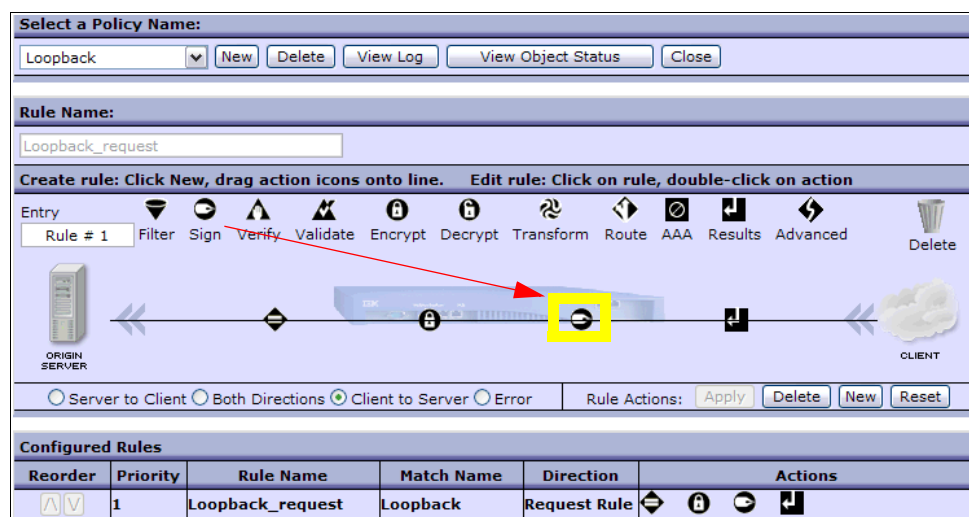 Select a Policy Name:
Loopback New Delete View Log View Object Status Close
Rule Name:
Loopback_request
Create rule: Click New, drag action icons onto line. Edit rule: Click on rule, double-click on action
Entry
Rule # 1 Filter Sign Verify Validate Encrypt Decrypt Transform Route AAA Results Advanced Delete
IBM
ORIGIN
SERVER
CLIENT
Server to Client Both Directions Client to Server Error Rule Actions: Apply Delete New Reset
Configured Rules
Reorder Priority Rule Name Match Name Direction Actions
1 Loopback_request Loopback Request Rule